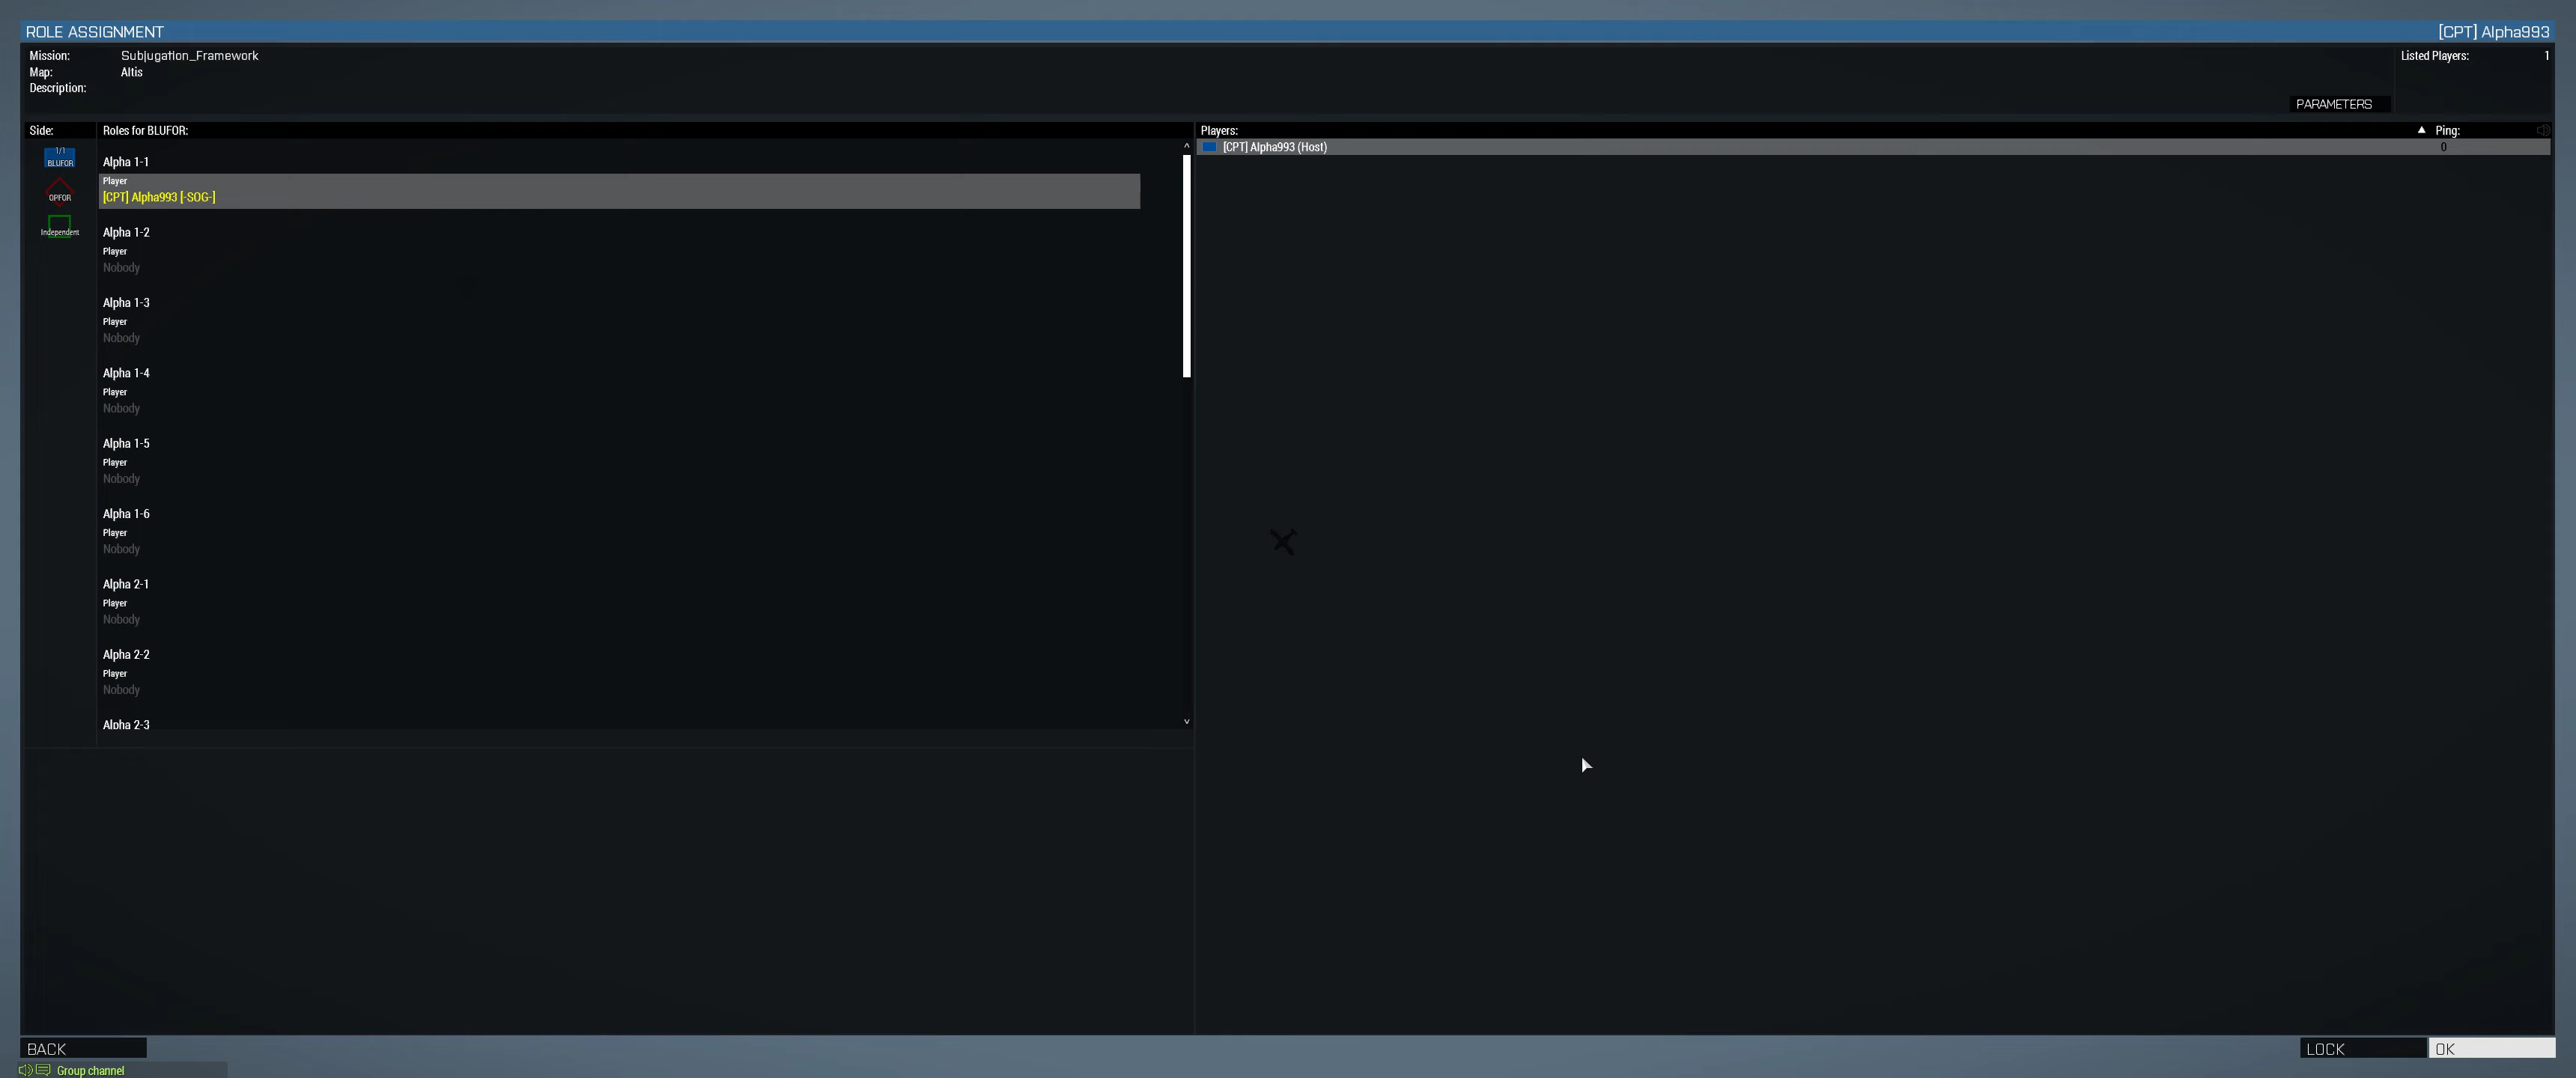 ROLE ASSIGNMENT
[CPT] Alpha993
Mission: Subjugation_Framework
Map: Altis
Description:
Listed Players: 1
PARAMETERS
Side:
Roles for BLUFOR:
Players:
Ping:
1/1
BLUFOR
OPFOR
Independent
Alpha 1-1
Player
[CPT] Alpha993 [-SOG-]
Alpha 1-2
Player
Nobody
Alpha 1-3
Player
Nobody
Alpha 1-4
Player
Nobody
Alpha 1-5
Player
Nobody
Alpha 1-6
Player
Nobody
Alpha 2-1
Player
Nobody
Alpha 2-2
Player
Nobody
Alpha 2-3
[CPT] Alpha993 (Host) 0
BACK
LOCK
OK
Group channel